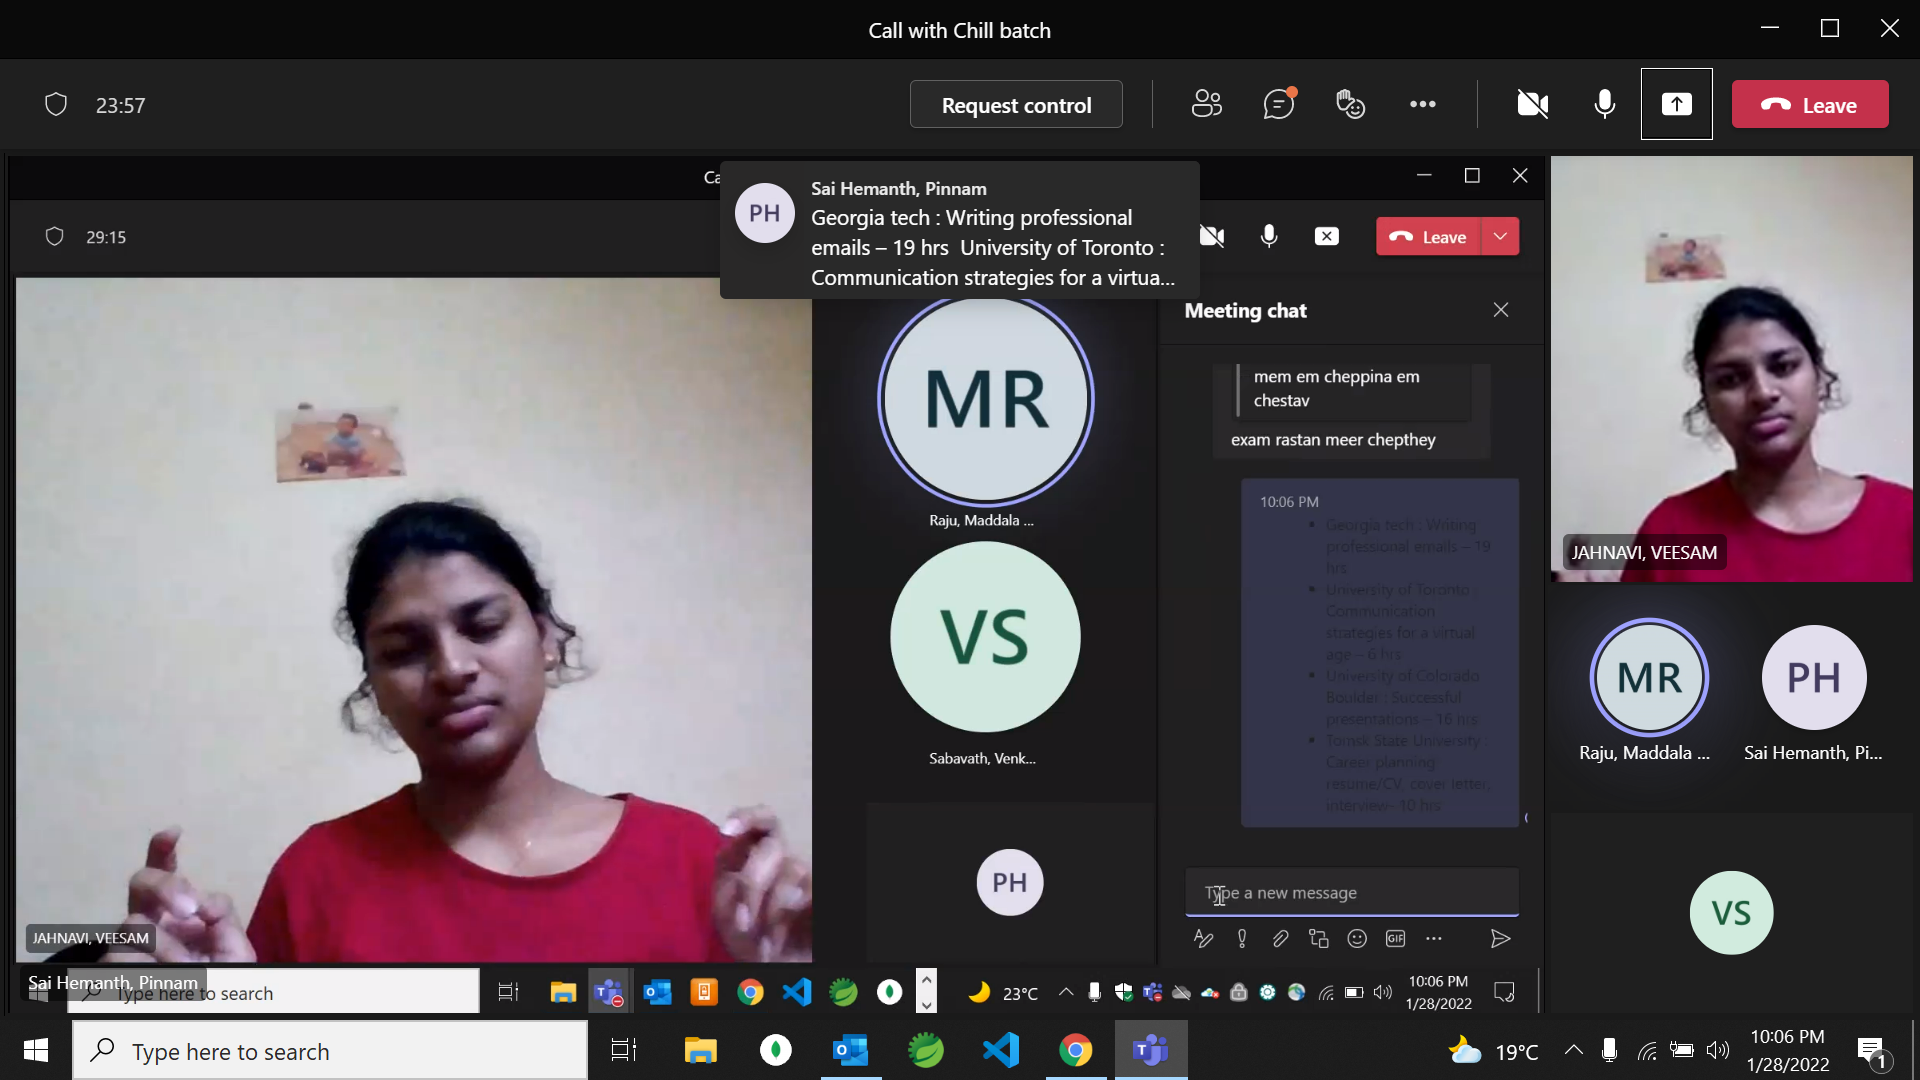 Call with Chill batch
23:57
Request control
Leave
Ca
29:15
Leave
PH
Sai Hemanth, Pinnam
Georgia tech : Writing professional
emails – 19 hrs  University of Toronto :
Communication strategies for a virtua...
Meeting chat
mem em cheppina em
chestav
exam rastan meer chepthey
10:06 PM
Georgia tech : Writing
professional emails – 19
hrs
University of Toronto :
Communication
strategies for a virtual
age – 6 hrs
University of Colorado
Boulder : Successful
presentations – 16 hrs
Tomsk State University:
Career planning
resume/CV, cover letter,
interview– 10 hrs
Type a new message
GIF
MR
Raju, Maddala ...
VS
Sabavath, Venk...
PH
JAHNAVI, VEESAM
JAHNAVI, VEESAM
MR
Raju, Maddala ...
PH
Sai Hemanth, Pi...
VS
Sai Hemanth, Pinnam
Type here to search
23°C
10:06 PM
1/28/2022
Type here to search
19°C
10:06 PM
1/28/2022
1